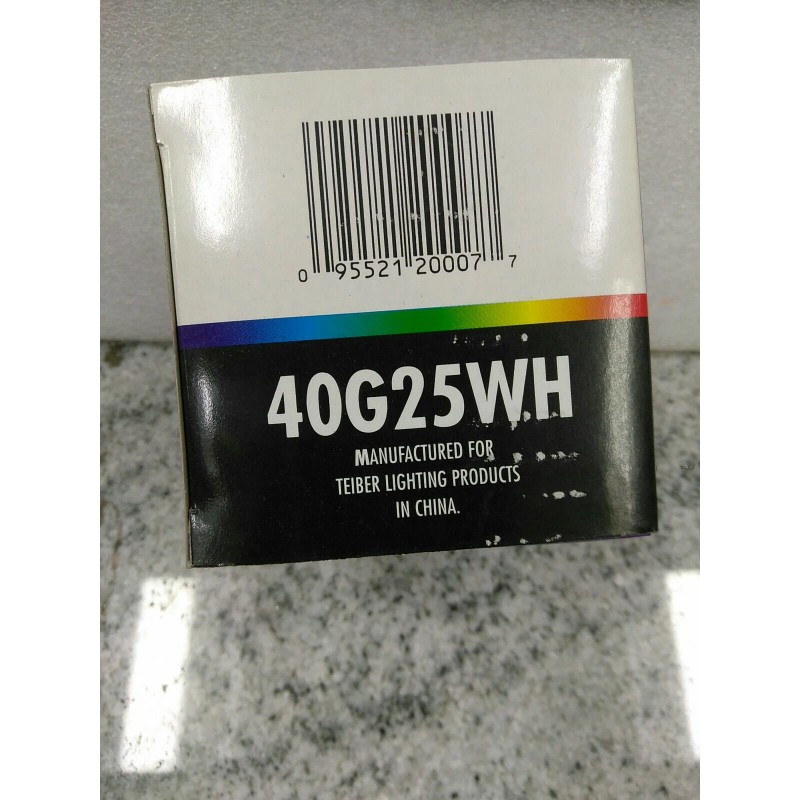 0 95521 20007 7
40G25WH
MANUFACTURED FOR
TEIBER LIGHTING PRODUCTS
IN CHINA.